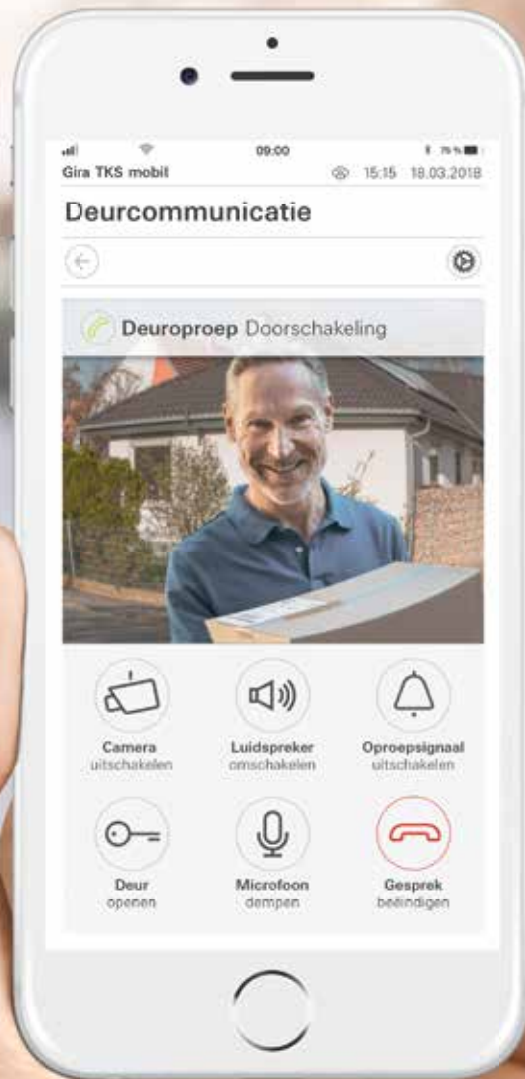 09:00 75 %
Gira TKS mobil 15:15 18.03.2018
Deurcommunicatie
Deuroproep Doorschakeling
Camera
uitschakelen
Luidspreker
omschakelen
Oproepsignaal
uitschakelen
Deur
openen
Microfoon
dempen
Gesprek
beëindigen